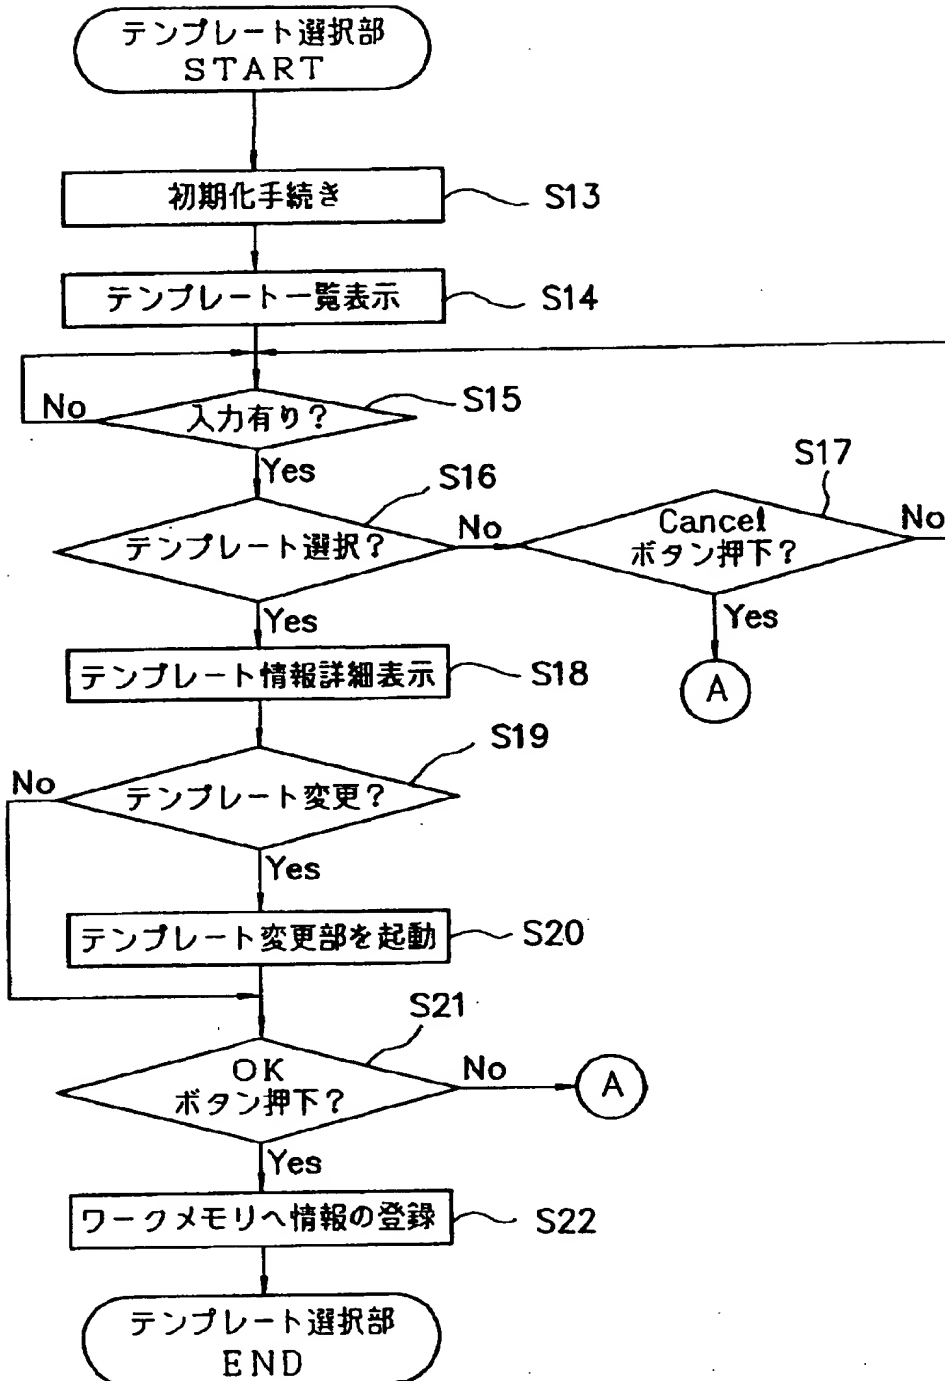 テンプレート選択部
START
初期化手続き
S13
テンプレート一覧表示
S14
No
入力有り?
S15
Yes
S16
テンプレート選択?
No
S17
Cancel
ボタン押下?
No
Yes
A
Yes
テンプレート情報詳細表示
S18
S19
No
テンプレート変更?
Yes
テンプレート変更部を起動
S20
S21
OK
ボタン押下?
No
A
Yes
ワークメモリへ情報の登録
S22
テンプレート選択部
END